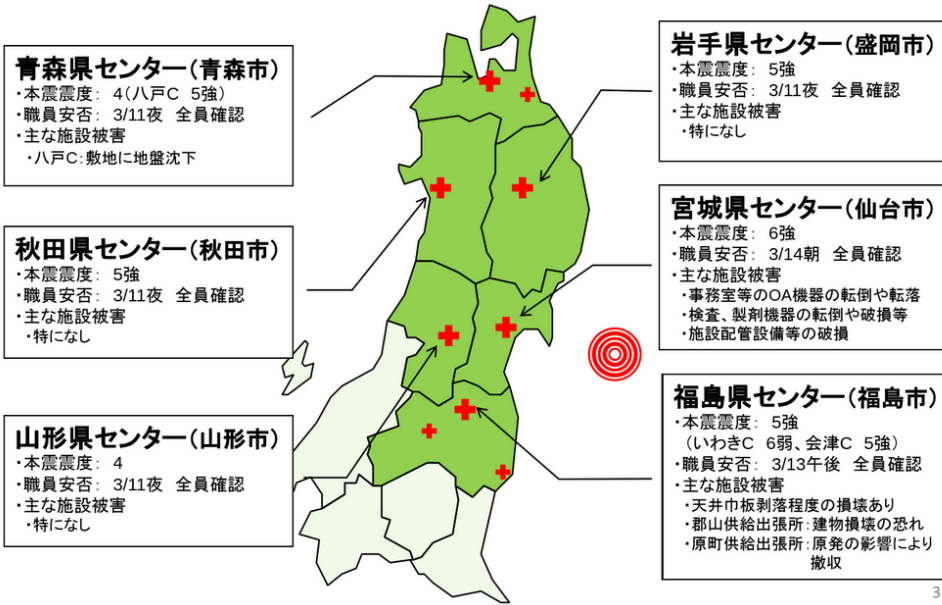 青森県センター(青森市)
・本震震度: 4(八戸C 5強)
・職員安否: 3/11夜 全員確認
・主な施設被害
・八戸C:敷地に地盤沈下
秋田県センター(秋田市)
・本震震度: 5強
・職員安否: 3/11夜 全員確認
・主な施設被害
・特になし
山形県センター(山形市)
・本震震度: 4
・職員安否: 3/11夜 全員確認
・主な施設被害
・特になし
岩手県センター(盛岡市)
・本震震度: 5強
・職員安否: 3/11夜 全員確認
・主な施設被害
・特になし
宮城県センター(仙台市)
・本震震度: 6強
・職員安否: 3/14朝 全員確認
・主な施設被害
・事務室等のOA機器の転倒や転落
・検査、製剤機器の転倒や破損等
・施設配管設備等の破損
福島県センター(福島市)
・本震震度: 5強
(いわきC 6弱、会津C 5強)
・職員安否: 3/13午後 全員確認
・主な施設被害
・天井巾板剥落程度の損壊あり
・郡山供給出張所:建物損壊の恐れ
・原町供給出張所:原発の影響により
撤収
3